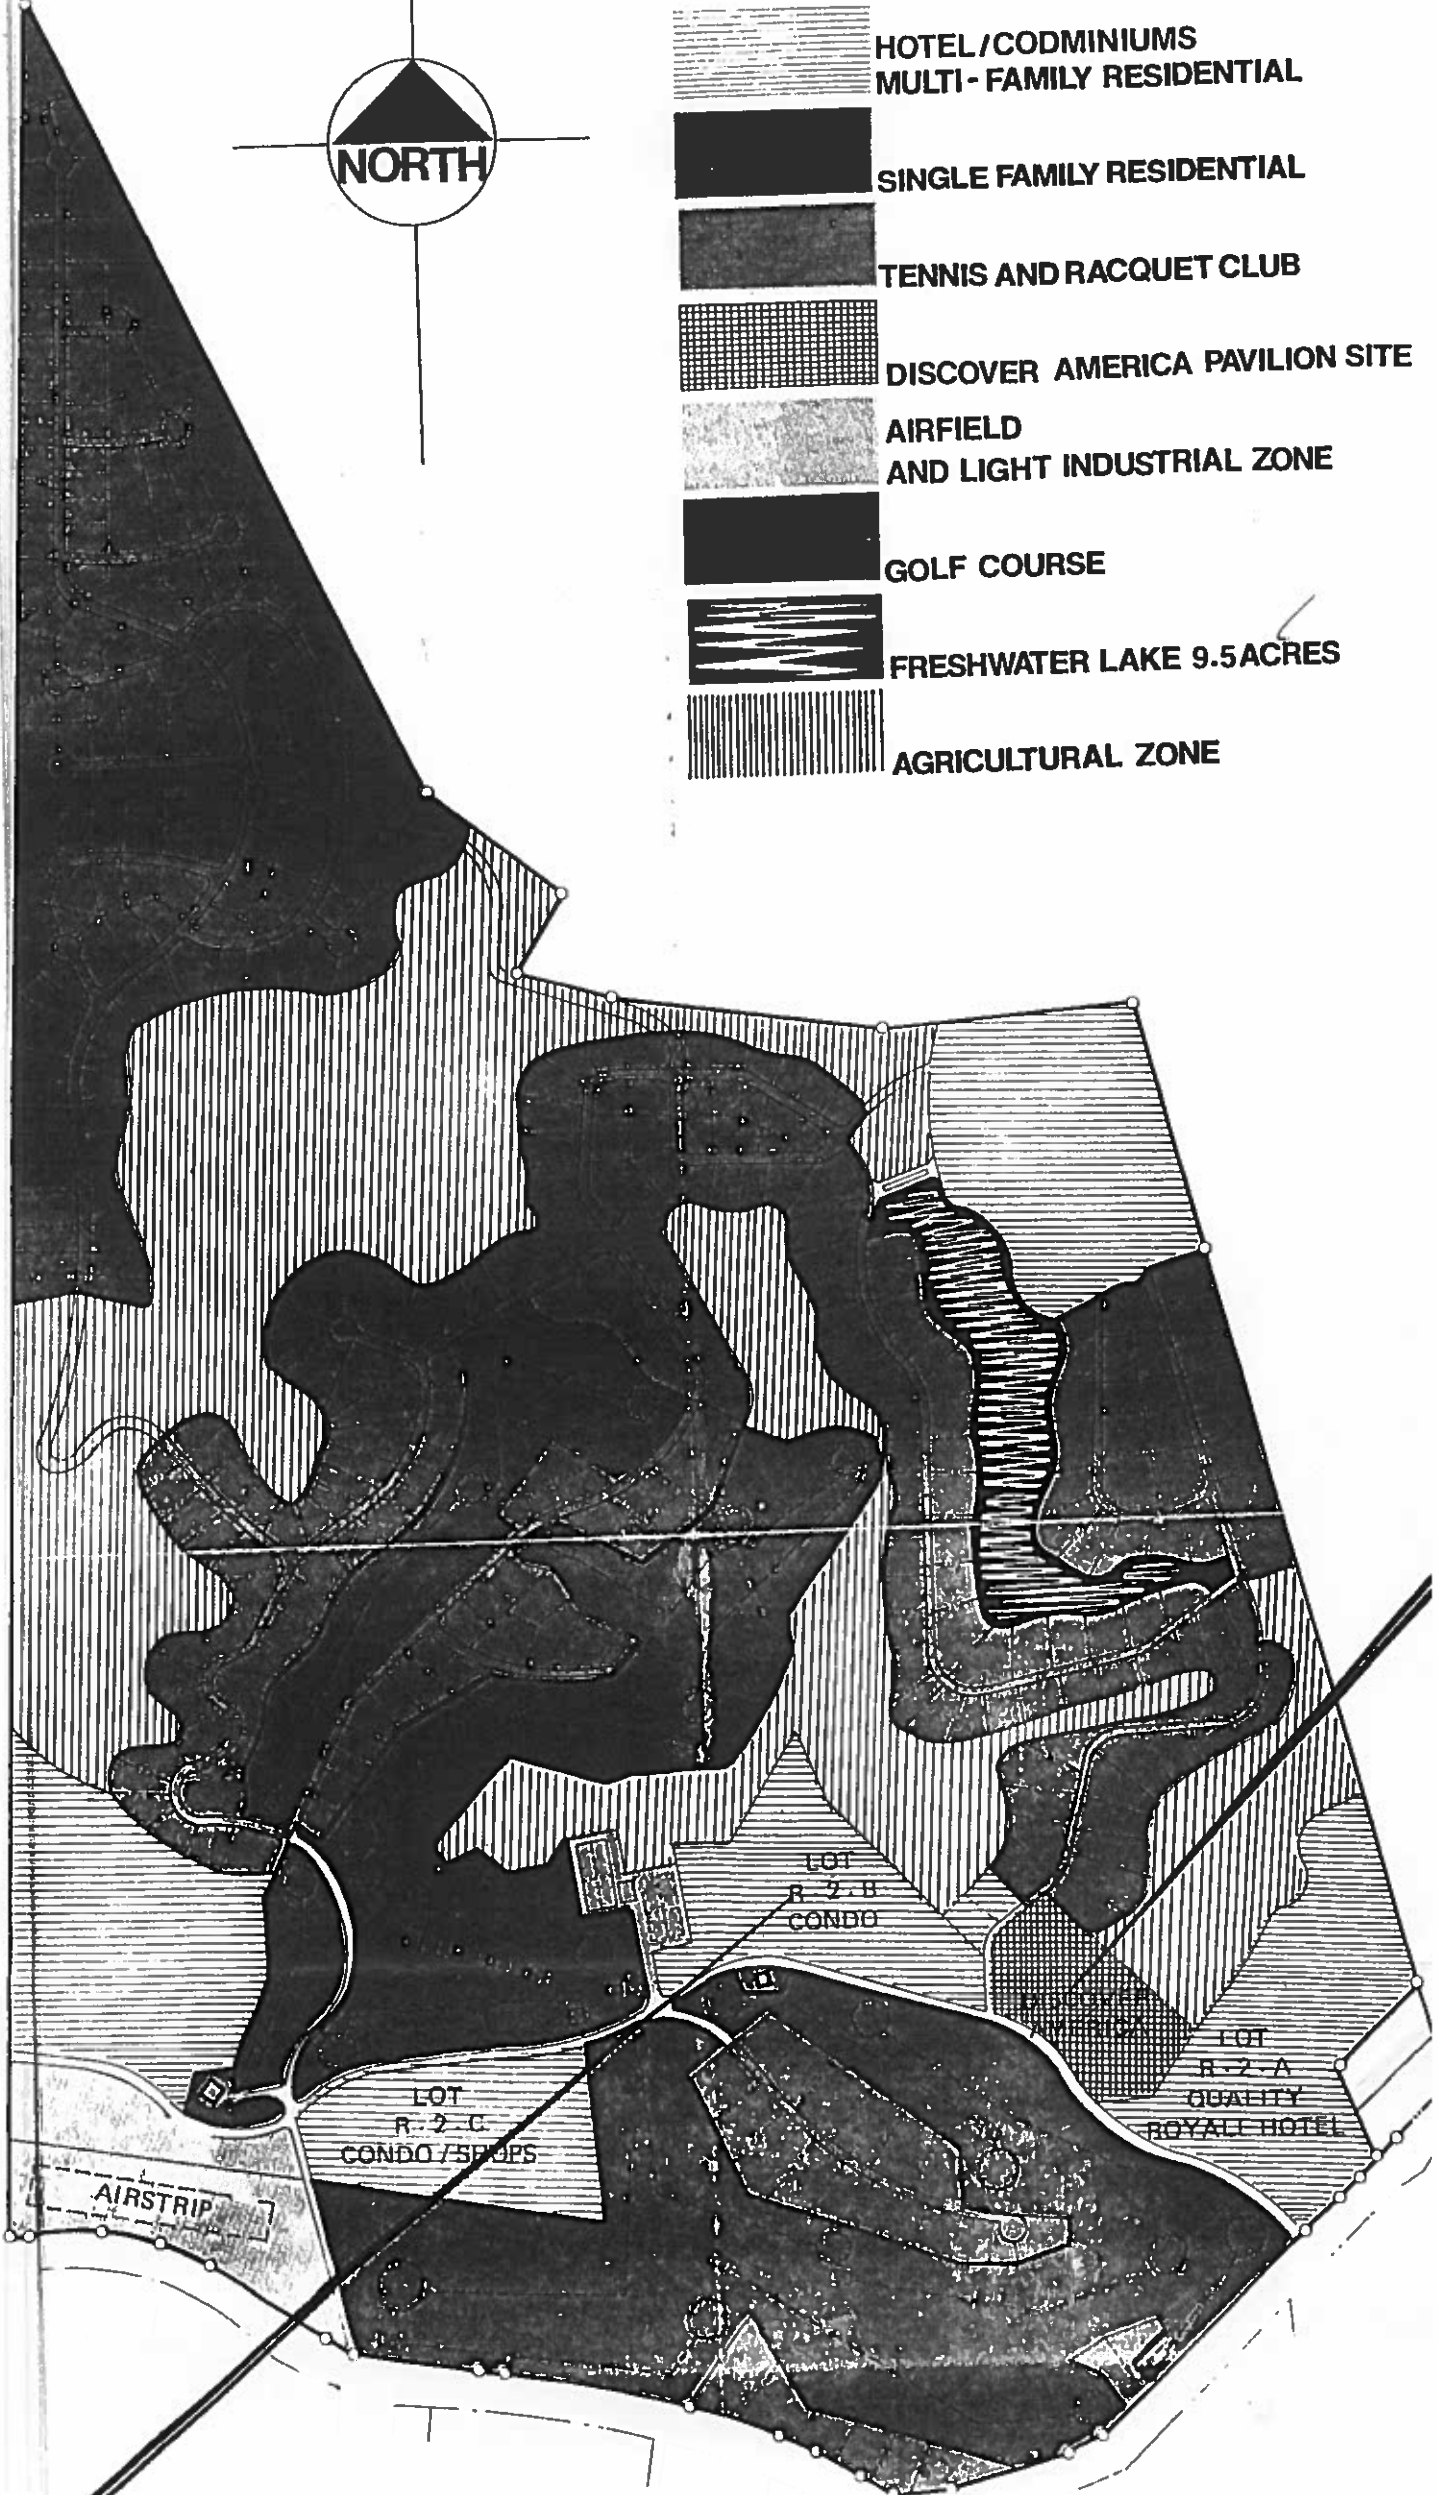 NORTH
HOTEL/CODMINIUMS
MULTI-FAMILY RESIDENTIAL
SINGLE FAMILY RESIDENTIAL
TENNIS AND RACQUET CLUB
DISCOVER AMERICA PAVILION SITE
AIRFIELD
AND LIGHT INDUSTRIAL ZONE
GOLF COURSE
FRESHWATER LAKE 9.5 ACRES
AGRICULTURAL ZONE
LOT
R-2-B
CONDO
DISCOVER
AMERICA
LOT
R-2-A
QUALITY
ROYALE HOTEL
LOT
R-2-C
CONDO/SHOPS
AIRSTRIP